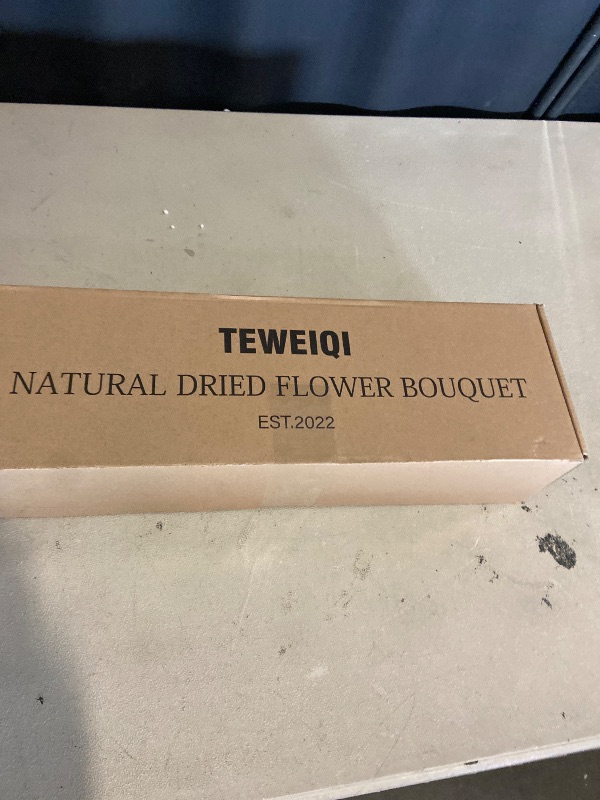 TEWEIQI
NATURAL DRIED FLOWER BOUQUET
EST.2022